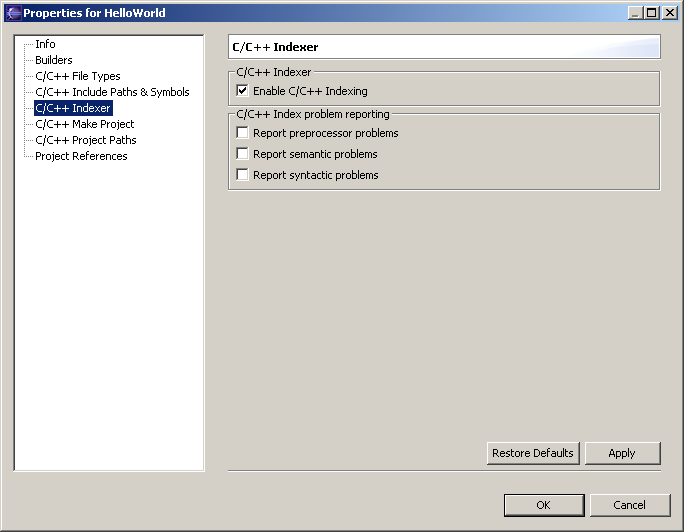 Properties for HelloWorld
Info
Builders
C/C++ File Types
C/C++ Include Paths & Symbols
C/C++ Indexer
C/C++ Make Project
C/C++ Project Paths
Project References
C/C++ Indexer
C/C++ Indexer
Enable C/C++ Indexing
C/C++ Index problem reporting
Report preprocessor problems
Report semantic problems
Report syntactic problems
Restore Defaults
Apply
OK
Cancel